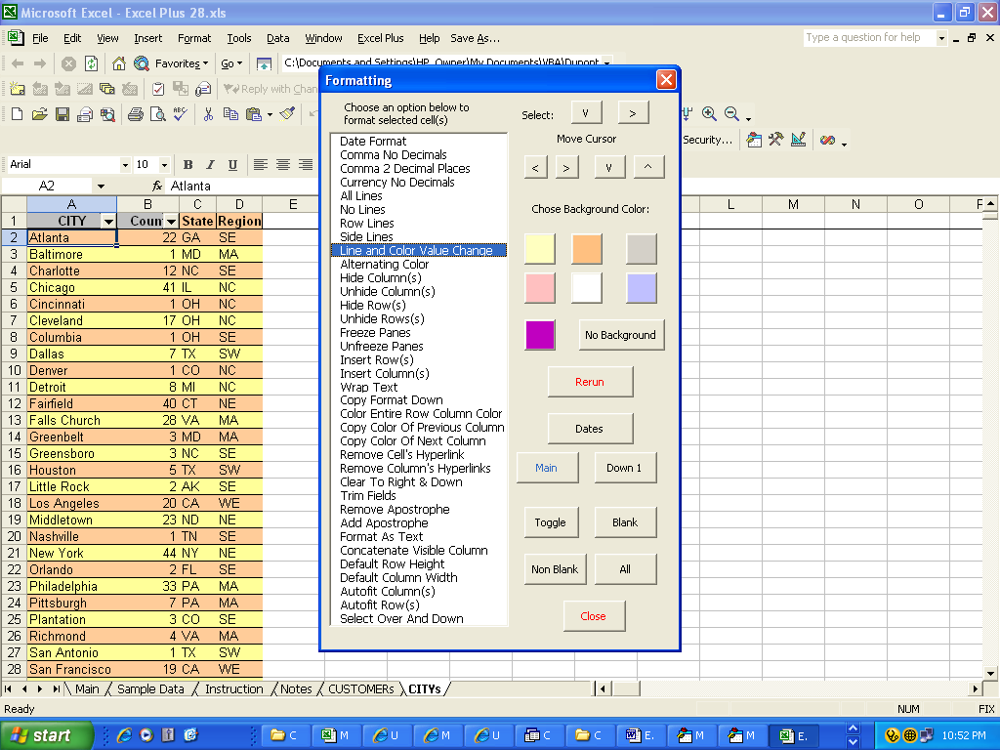 Microsoft Excel - Excel Plus 28.xls
File Edit View Insert Format Tools Data Window Excel Plus Help Save As... Type a question for help
Favorites Go C:\Documents and Settings\HP_Owner\My Documents\VBA\Dupont
Reply with Chan
Security...
Arial 10 B I U
A2 fx Atlanta
A B C D E L M N O
1 CITY Coun State Region
2 Atlanta 22 GA SE
3 Baltimore 1 MD MA
4 Charlotte 12 NC SE
5 Chicago 41 IL NC
6 Cincinnati 1 OH NC
7 Cleveland 17 OH NC
8 Columbia 1 OH SE
9 Dallas 7 TX SW
10 Denver 1 CO NC
11 Detroit 8 MI NC
12 Fairfield 40 CT NE
13 Falls Church 28 VA MA
14 Greenbelt 3 MD MA
15 Greensboro 3 NC SE
16 Houston 5 TX SW
17 Little Rock 2 AK SE
18 Los Angeles 20 CA WE
19 Middletown 23 ND NE
20 Nashville 1 TN SE
21 New York 44 NY NE
22 Orlando 2 FL SE
23 Philadelphia 33 PA MA
24 Pittsburgh 7 PA MA
25 Plantation 3 CO SE
26 Richmond 4 VA MA
27 San Antonio 1 TX SW
28 San Francisco 19 CA WE
Formatting
Choose an option below to
format selected cell(s)
Date Format
Comma No Decimals
Comma 2 Decimal Places
Currency No Decimals
All Lines
No Lines
Row Lines
Side Lines
Line and Color Value Change
Alternating Color
Hide Column(s)
Unhide Column(s)
Hide Row(s)
Unhide Rows(s)
Freeze Panes
Unfreeze Panes
Insert Row(s)
Insert Column(s)
Wrap Text
Copy Format Down
Color Entire Row Column Color
Copy Color Of Previous Column
Copy Color Of Next Column
Remove Cell's Hyperlink
Remove Column's Hyperlinks
Clear To Right & Down
Trim Fields
Remove Apostrophe
Add Apostrophe
Format As Text
Concatenate Visible Column
Default Row Height
Default Column Width
Autofit Column(s)
Autofit Row(s)
Select Over And Down
Select: V >
Move Cursor
< > V ^
Chose Background Color:
No Background
Rerun
Dates
Main Down 1
Toggle Blank
Non Blank All
Close
Main Sample Data Instruction Notes CUSTOMERs CITYs
Ready NUM FIX
start C M U M U C C E. M M E. 10:52 PM